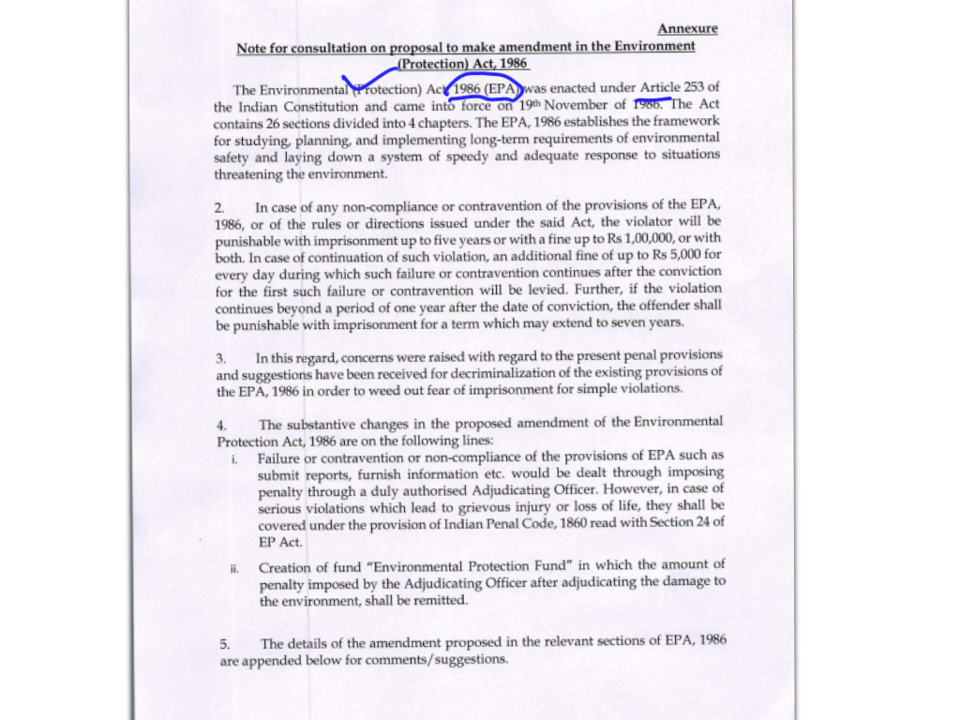 Annexure
Note for consultation on proposal to make amendment in the Environment
(Protection) Act, 1986
The Environmental (Protection) Act, 1986 (EPA) was enacted under Article 253 of
the Indian Constitution and came into force on 19th November of 1986. The Act
contains 26 sections divided into 4 chapters. The EPA, 1986 establishes the framework
for studying, planning, and implementing long-term requirements of environmental
safety and laying down a system of speedy and adequate response to situations
threatening the environment.
2. In case of any non-compliance or contravention of the provisions of the EPA,
1986, or of the rules or directions issued under the said Act, the violator will be
punishable with imprisonment up to five years or with a fine up to Rs 1,00,000, or with
both. In case of continuation of such violation, an additional fine of up to Rs 5,000 for
every day during which such failure or contravention continues after the conviction
for the first such failure or contravention will be levied. Further, if the violation
continues beyond a period of one year after the date of conviction, the offender shall
be punishable with imprisonment for a term which may extend to seven years.
3. In this regard, concerns were raised with regard to the present penal provisions
and suggestions have been received for decriminalization of the existing provisions of
the EPA, 1986 in order to weed out fear of imprisonment for simple violations.
4. The substantive changes in the proposed amendment of the Environmental
Protection Act, 1986 are on the following lines:
i. Failure or contravention or non-compliance of the provisions of EPA such as
submit reports, furnish information etc. would be dealt through imposing
penalty through a duly authorised Adjudicating Officer. However, in case of
serious violations which lead to grievous injury or loss of life, they shall be
covered under the provision of Indian Penal Code, 1860 read with Section 24 of
EP Act.
ii. Creation of fund "Environmental Protection Fund" in which the amount of
penalty imposed by the Adjudicating Officer after adjudicating the damage to
the environment, shall be remitted.
5. The details of the amendment proposed in the relevant sections of EPA, 1986
are appended below for comments/suggestions.